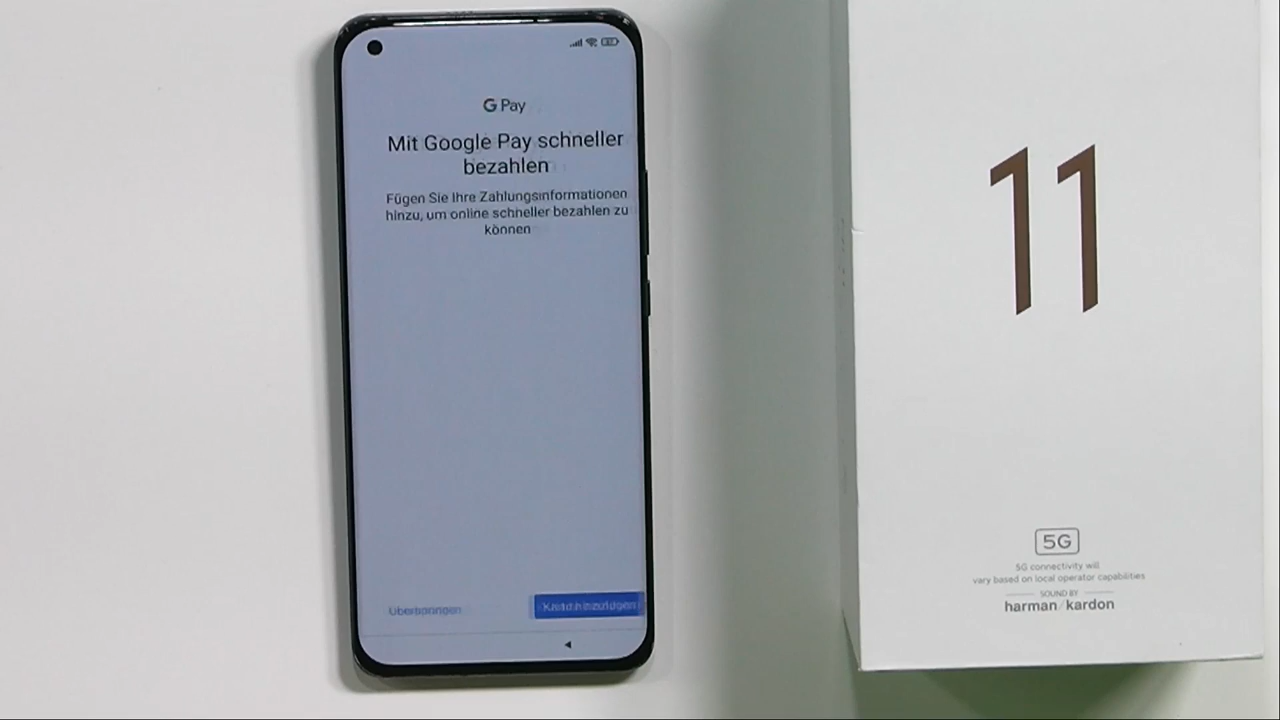 G Pay
Mit Google Pay schneller
bezahlen
Fügen Sie Ihre Zahlungsinformationen
hinzu, um online schneller bezahlen zu
können
Überspringen
hinzufügen
11
5G
5G connectivity will
vary based on local operator capabilities
SOUND BY
harman/kardon